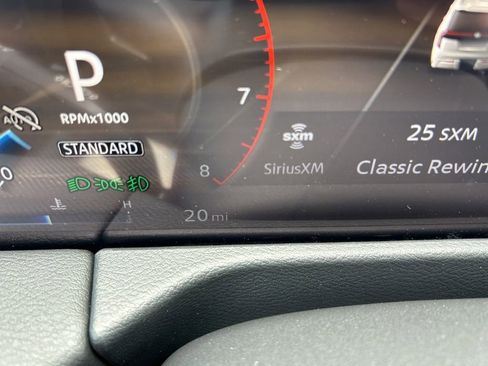 P
RPMx1000
7
STANDARD
8
sxm
SiriusXM
25 SXM
Classic Rewin
H
20 mi